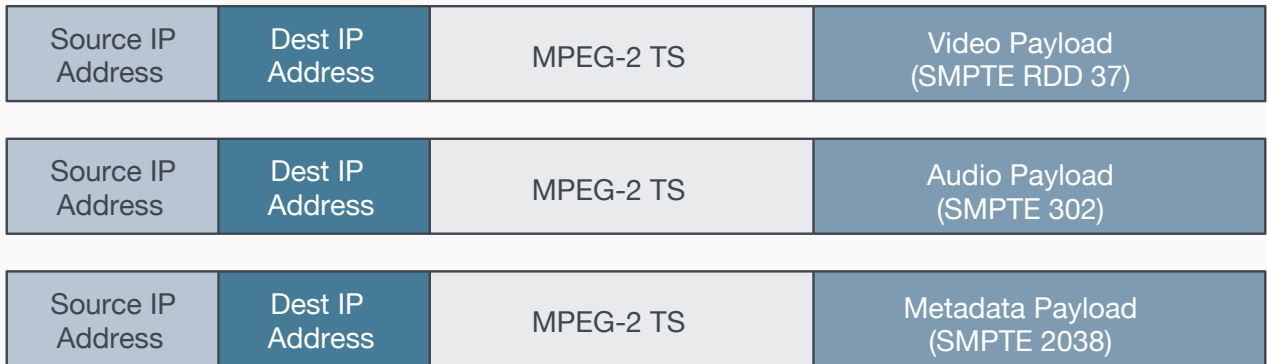 Source IP
Address
Dest IP
Address
MPEG-2 TS
Video Payload
(SMPTE RDD 37)
Source IP
Address
Dest IP
Address
MPEG-2 TS
Audio Payload
(SMPTE 302)
Source IP
Address
Dest IP
Address
MPEG-2 TS
Metadata Payload
(SMPTE 2038)